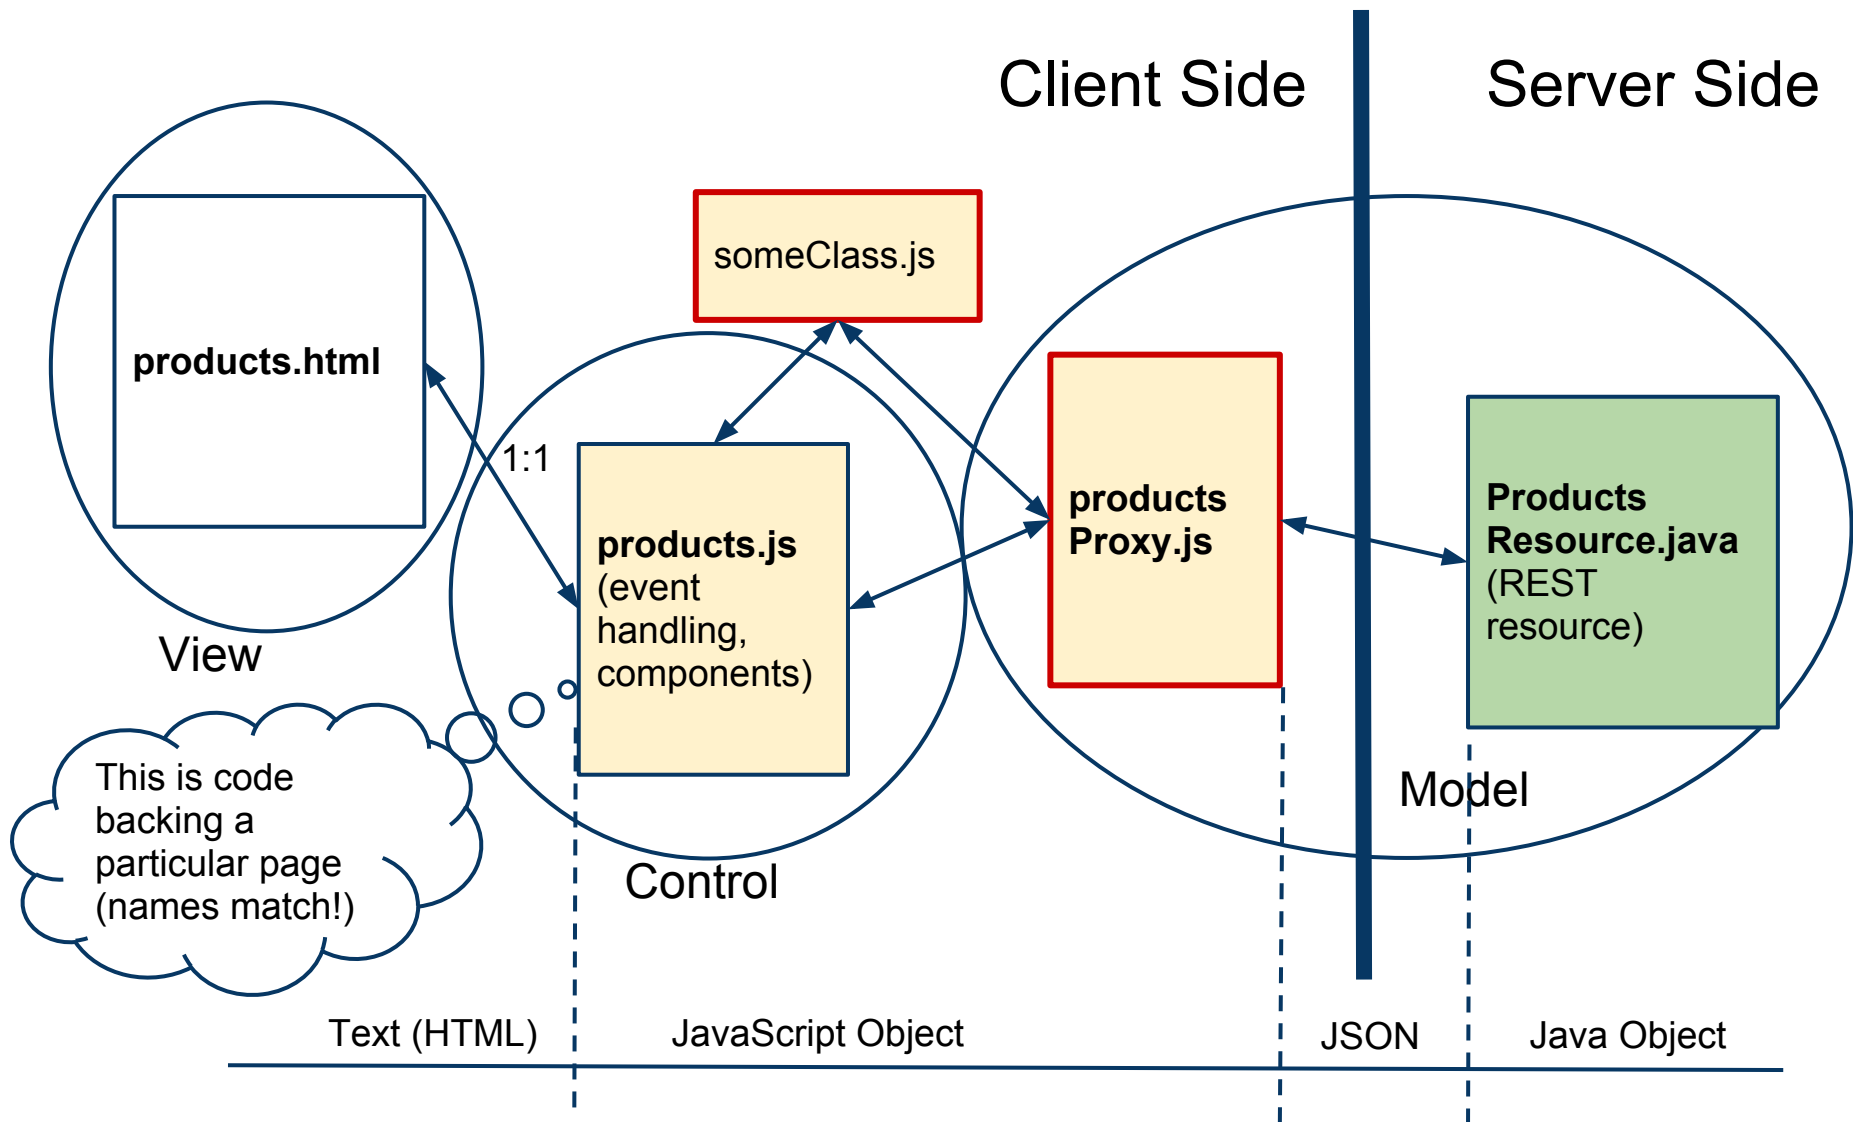 Client Side
Server Side
someClass.js
products.html
1:1
products.js
(event
handling,
components)
products
Proxy.js
Products
Resource.java
(REST
resource)
View
Control
Model
This is code
backing a
particular page
(names match!)
Text (HTML)
JavaScript Object
JSON
Java Object